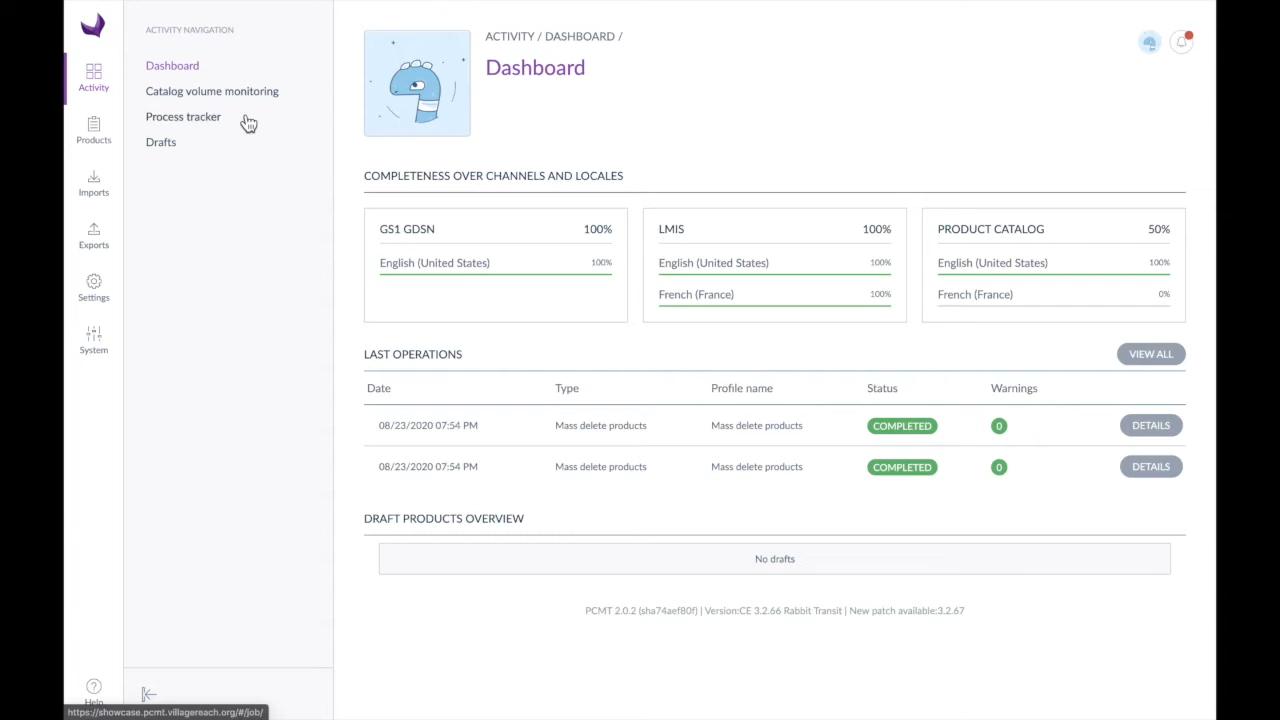 ACTIVITY NAVIGATION
Dashboard
Catalog volume monitoring
Process tracker
Drafts
Activity
Products
Imports
Exports
Settings
System
Help
https://showcase.pcmt.villagereach.org/#/job/
ACTIVITY / DASHBOARD /
Dashboard
COMPLETENESS OVER CHANNELS AND LOCALES
GS1 GDSN 100%
English (United States) 100%
LMIS 100%
English (United States) 100%
French (France) 100%
PRODUCT CATALOG 50%
English (United States) 100%
French (France) 0%
LAST OPERATIONS VIEW ALL
Date Type Profile name Status Warnings
08/23/2020 07:54 PM Mass delete products Mass delete products COMPLETED 0 DETAILS
08/23/2020 07:54 PM Mass delete products Mass delete products COMPLETED 0 DETAILS
DRAFT PRODUCTS OVERVIEW
No drafts
PCMT 2.0.2 (sha74aef80f) | Version:CE 3.2.66 Rabbit Transit | New patch available:3.2.67